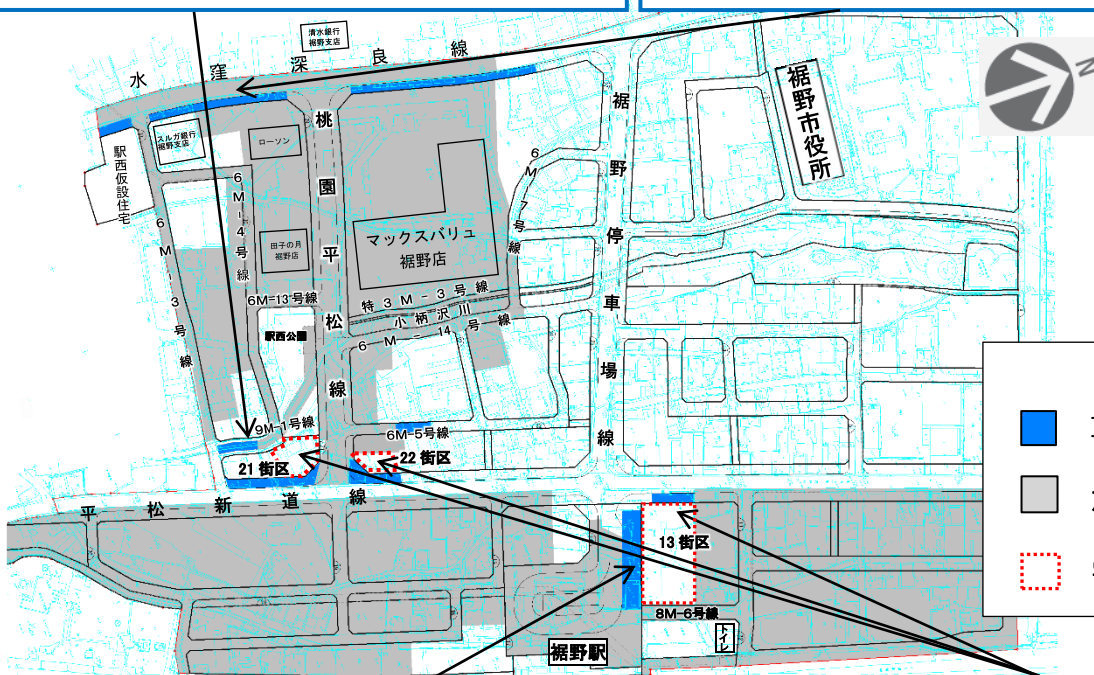 清水銀行
裾野支店
水窪深良線
N
裾野市役所
スルガ銀行
裾野支店
ローソン
駅西仮設住宅
桃園平松線
裾野停車場線
6M-7号線
6M-4号線
6M-3号線
マックスバリュ
裾野店
田子の月
裾野店
6M-13号線
特3M-3号線
小柄沢川
6M-14号線
駅西公園
9M-1号線
6M-5号線
21街区
22街区
平松新道線
13街区
8M-6号線
トイレ
裾野駅